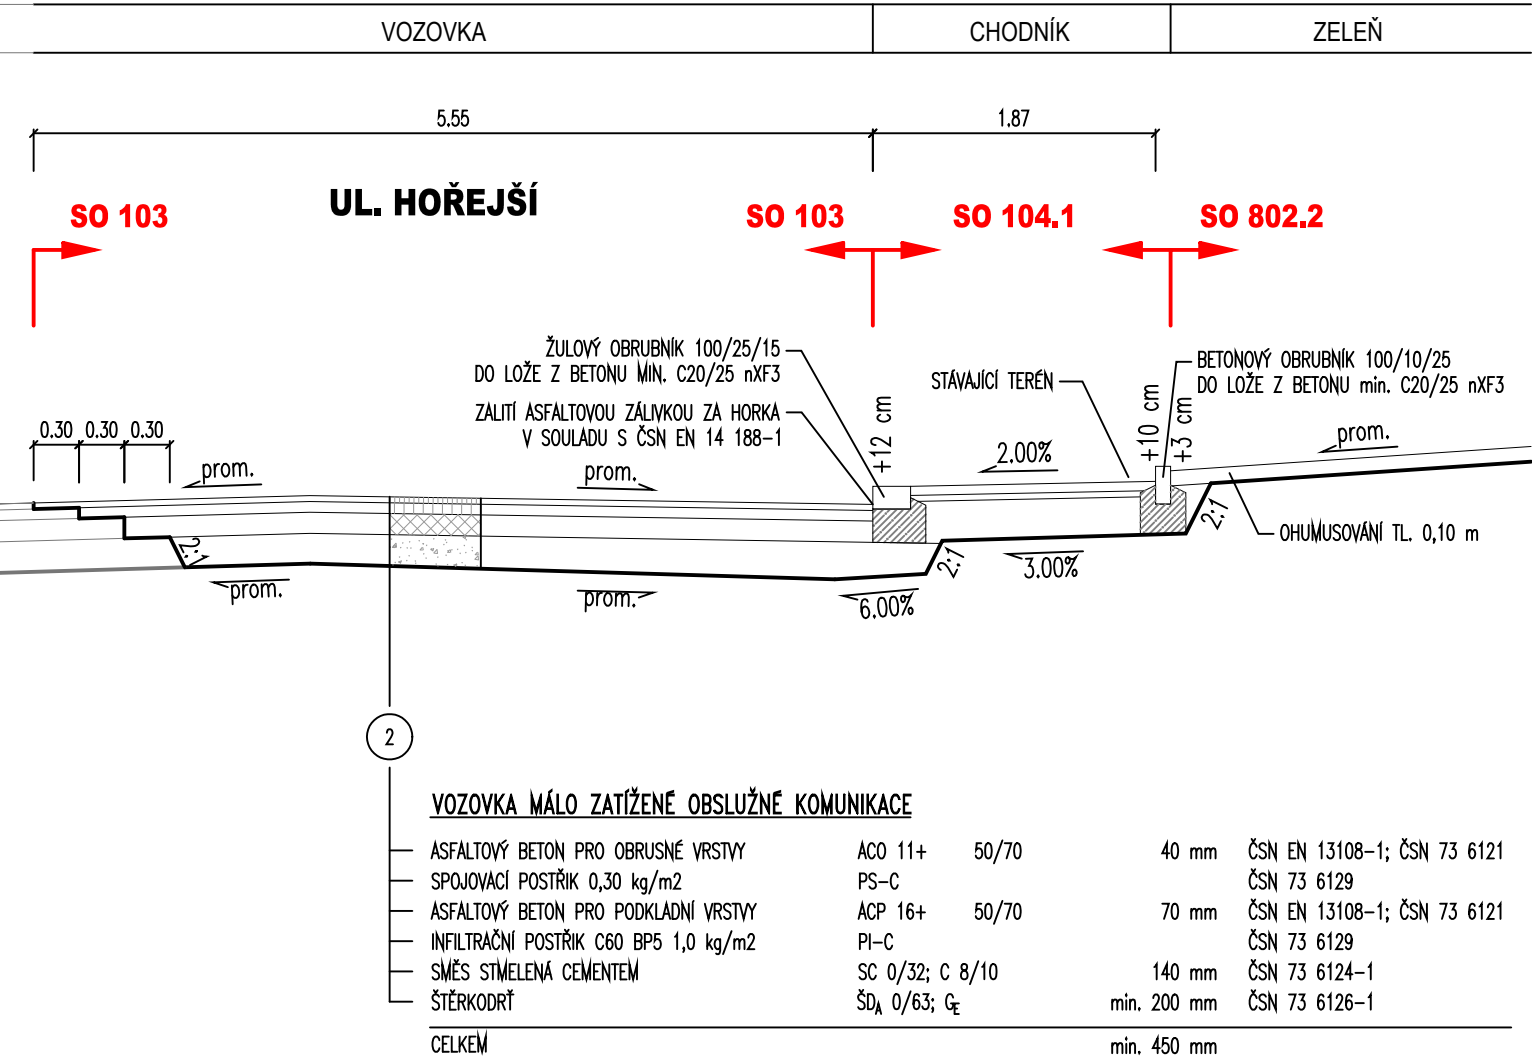 VOZOVKA CHODNÍK ZELEŇ
5.55 1.87
UL. HOŘEJŠÍ
SO 103 SO 103 SO 104.1 SO 802.2
ŽULOVÝ OBRUBNÍK 100/25/15
DO LOŽE Z BETONU MIN. C20/25 nXF3
ZALITÍ ASFALTOVOU ZÁLIVKOU ZA HORKA
V SOULADU S ČSN EN 14 188-1
STÁVAJÍCÍ TERÉN
BETONOVÝ OBRUBNÍK 100/10/25
DO LOŽE Z BETONU min. C20/25 nXF3
+12 cm
+10 cm
+3 cm
0.30 0.30 0.30
prom. prom. 2.00% prom.
OHUMUSOVÁNÍ TL. 0,10 m
2:1 2:1 2:1
prom. prom. 6.00% 3.00%
2
VOZOVKA MÁLO ZATÍŽENÉ OBSLUŽNÉ KOMUNIKACE
ASFALTOVÝ BETON PRO OBRUSNÉ VRSTVY ACO 11+ 50/70 40 mm ČSN EN 13108-1; ČSN 73 6121
SPOJOVACÍ POSTŘIK 0,30 kg/m2 PS-C ČSN 73 6129
ASFALTOVÝ BETON PRO PODKLADNÍ VRSTVY ACP 16+ 50/70 70 mm ČSN EN 13108-1; ČSN 73 6121
INFILTRAČNÍ POSTŘIK C60 BP5 1,0 kg/m2 PI-C ČSN 73 6129
SMĚS STMELENÁ CEMENTEM SC 0/32; C 8/10 140 mm ČSN 73 6124-1
ŠTĚRKODRŤ ŠDA 0/63; GE min. 200 mm ČSN 73 6126-1
CELKEM min. 450 mm